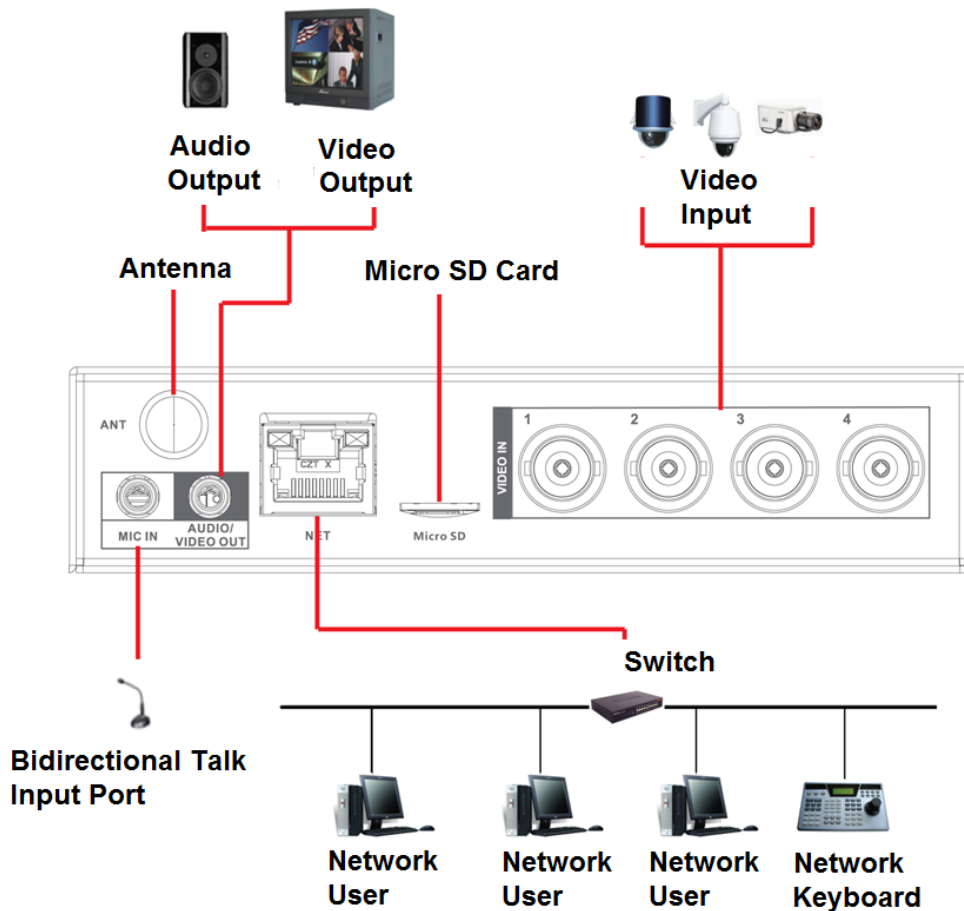 Audio
Output
Video
Output
Video
Input
Antenna
Micro SD Card
ANT
CZT X
MIC IN
AUDIO/
VIDEO OUT
NET
Micro SD
VIDEO IN
1
2
3
4
Switch
Bidirectional Talk
Input Port
Network
User
Network
User
Network
User
Network
Keyboard